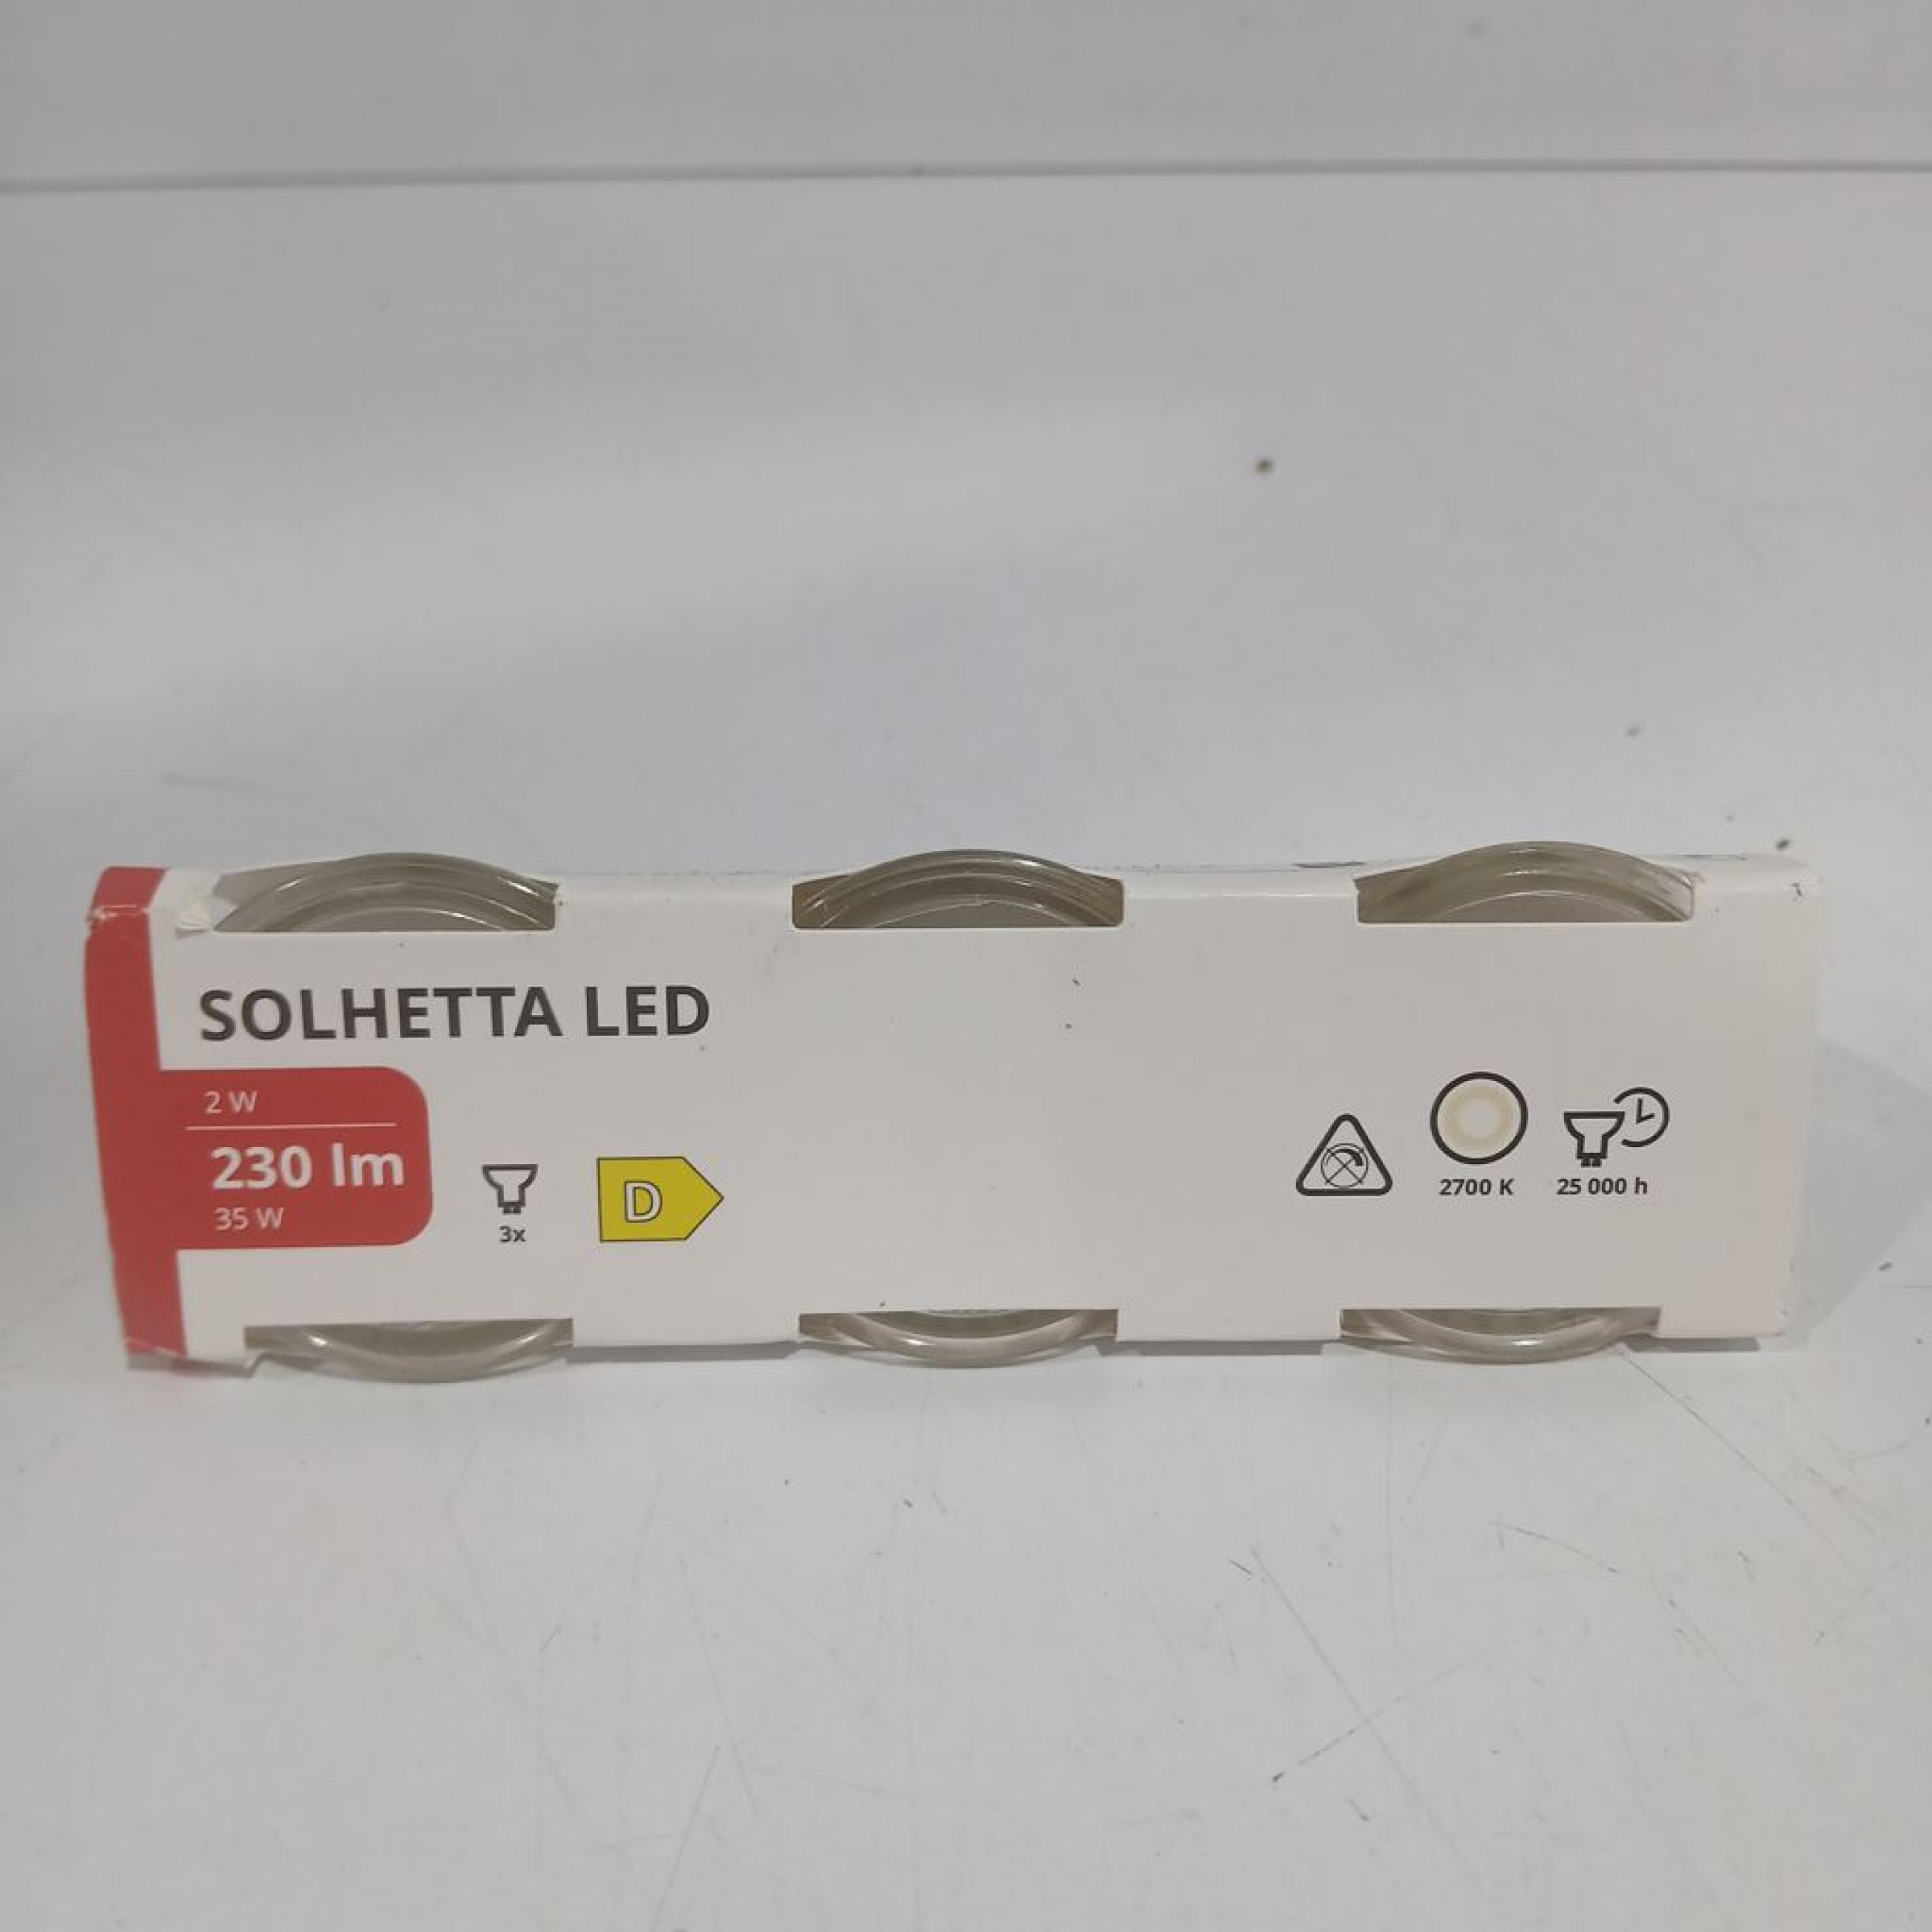 SOLHETTA LED
2 W
230 lm
35 W
3x
D
2700 K
25 000 h